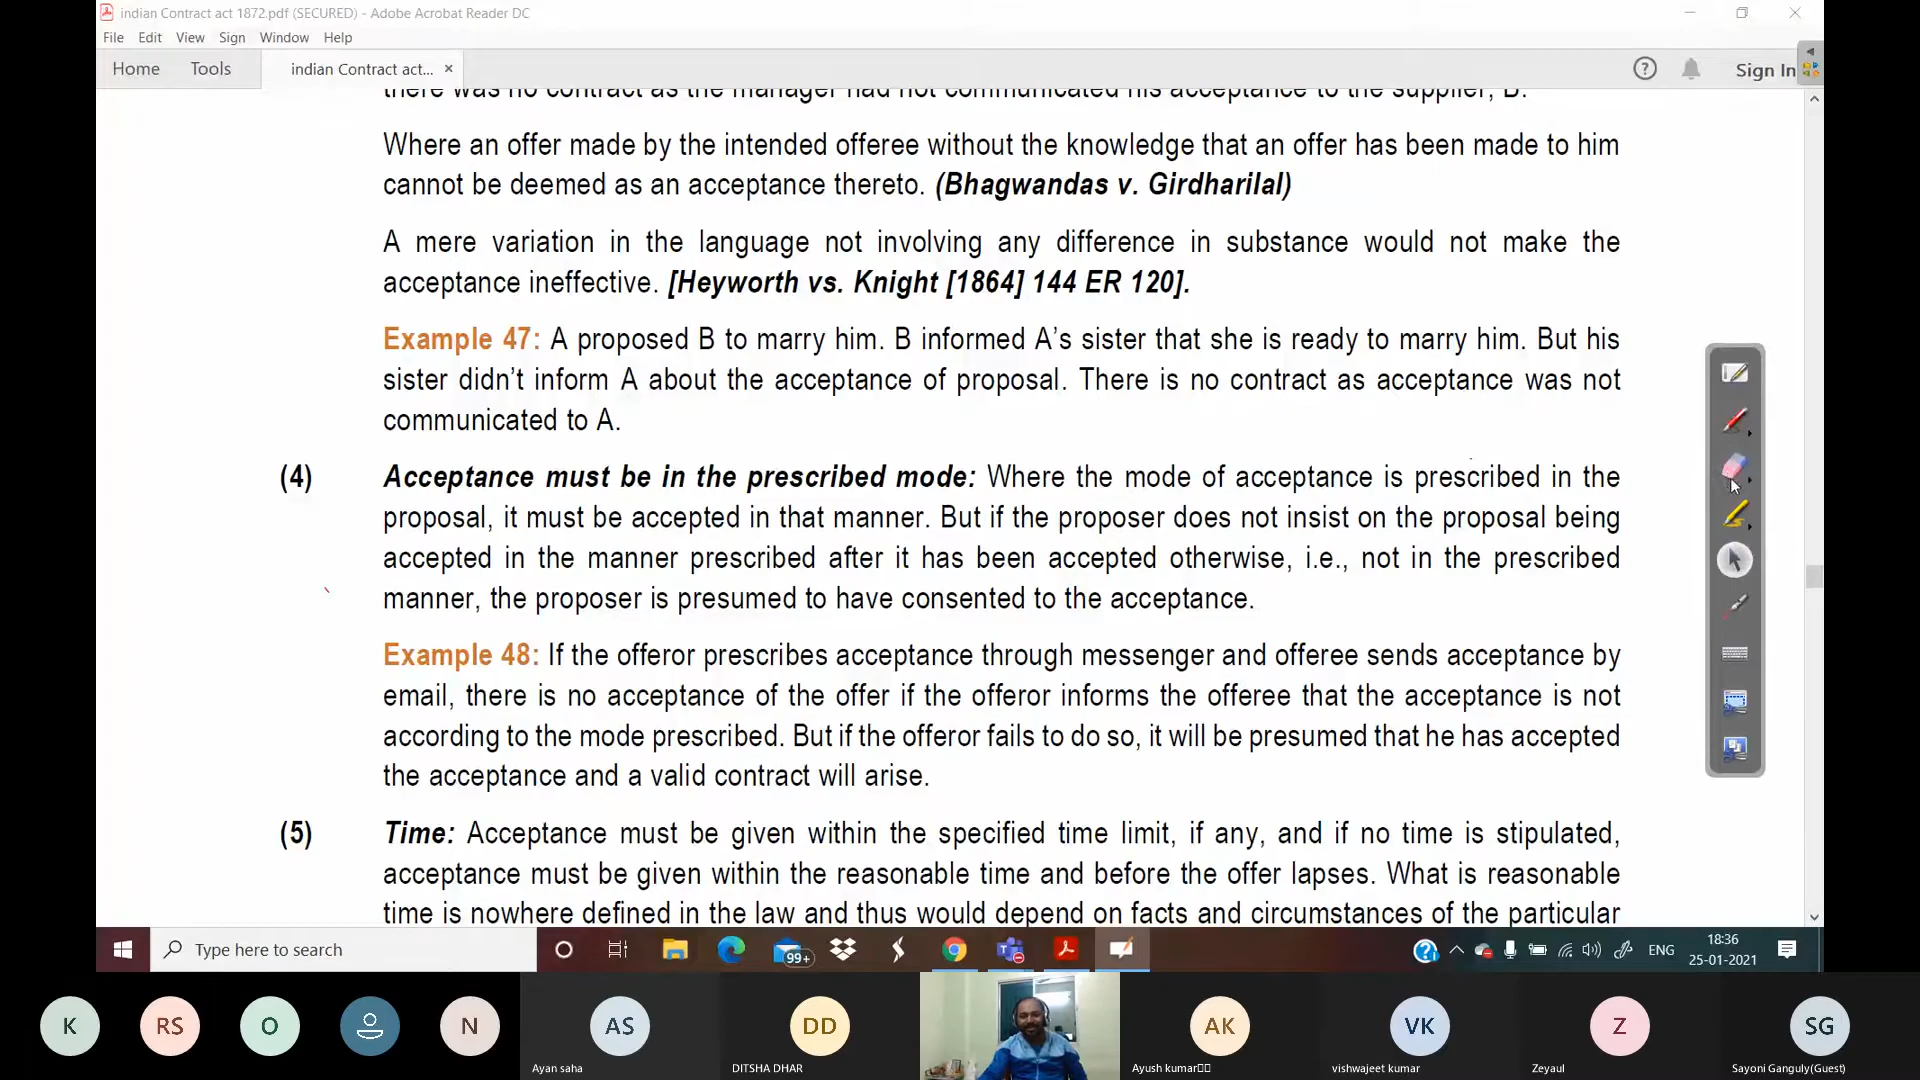 indian Contract act 1872.pdf (SECURED) - Adobe Acrobat Reader DC
File Edit View Sign Window Help
Home Tools indian Contract act... × Sign In
there was no contract as the manager had not communicated his acceptance to the supplier, B.
Where an offer made by the intended offeree without the knowledge that an offer has been made to him
cannot be deemed as an acceptance thereto. (Bhagwandas v. Girdharilal)
A mere variation in the language not involving any difference in substance would not make the
acceptance ineffective. [Heyworth vs. Knight [1864] 144 ER 120].
Example 47: A proposed B to marry him. B informed A's sister that she is ready to marry him. But his
sister didn't inform A about the acceptance of proposal. There is no contract as acceptance was not
communicated to A.
(4) Acceptance must be in the prescribed mode: Where the mode of acceptance is prescribed in the
proposal, it must be accepted in that manner. But if the proposer does not insist on the proposal being
accepted in the manner prescribed after it has been accepted otherwise, i.e., not in the prescribed
manner, the proposer is presumed to have consented to the acceptance.
Example 48: If the offeror prescribes acceptance through messenger and offeree sends acceptance by
email, there is no acceptance of the offer if the offeror informs the offeree that the acceptance is not
according to the mode prescribed. But if the offeror fails to do so, it will be presumed that he has accepted
the acceptance and a valid contract will arise.
(5) Time: Acceptance must be given within the specified time limit, if any, and if no time is stipulated,
acceptance must be given within the reasonable time and before the offer lapses. What is reasonable
time is nowhere defined in the law and thus would depend on facts and circumstances of the particular
Type here to search 99+ ENG 18:36
25-01-2021
K RS O N AS DD AK VK Z SG
Ayan saha DITSHA DHAR Ayush kumar vishwajeet kumar Zeyaul Sayoni Ganguly(Guest)